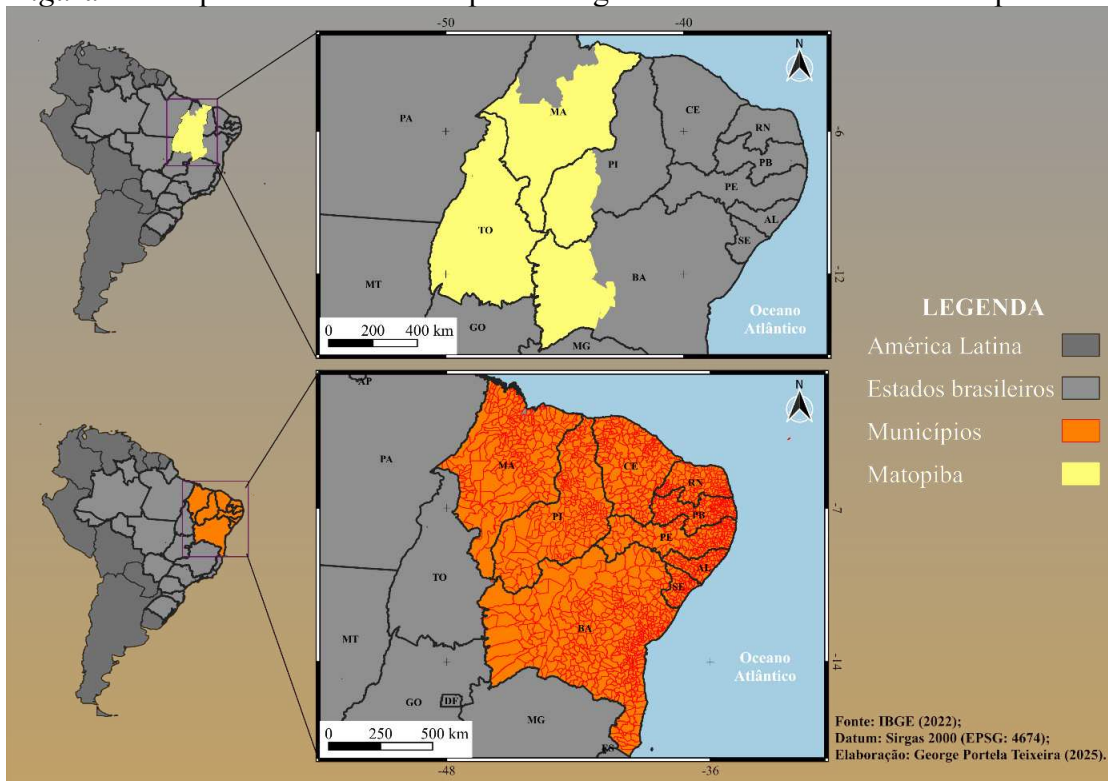 -50
-40
N
PA
MA
CE
-6
RN
PI
PB
PE
TO
AL
SE
MT
BA
-12
GO
MG
Oceano
Atlântico
0 200 400 km
LEGENDA
América Latina
Estados brasileiros
Municípios
Matopiba
AP
N
PA
MA
CE
RN
PB
-7
PI
PE
AL
SE
TO
BA
MT
Oceano
Atlântico
-14
GO
DF
MG
ES
0 250 500 km
-48
-36
Fonte: IBGE (2022);
Datum: Sirgas 2000 (EPSG: 4674);
Elaboração: George Portela Teixeira (2025).